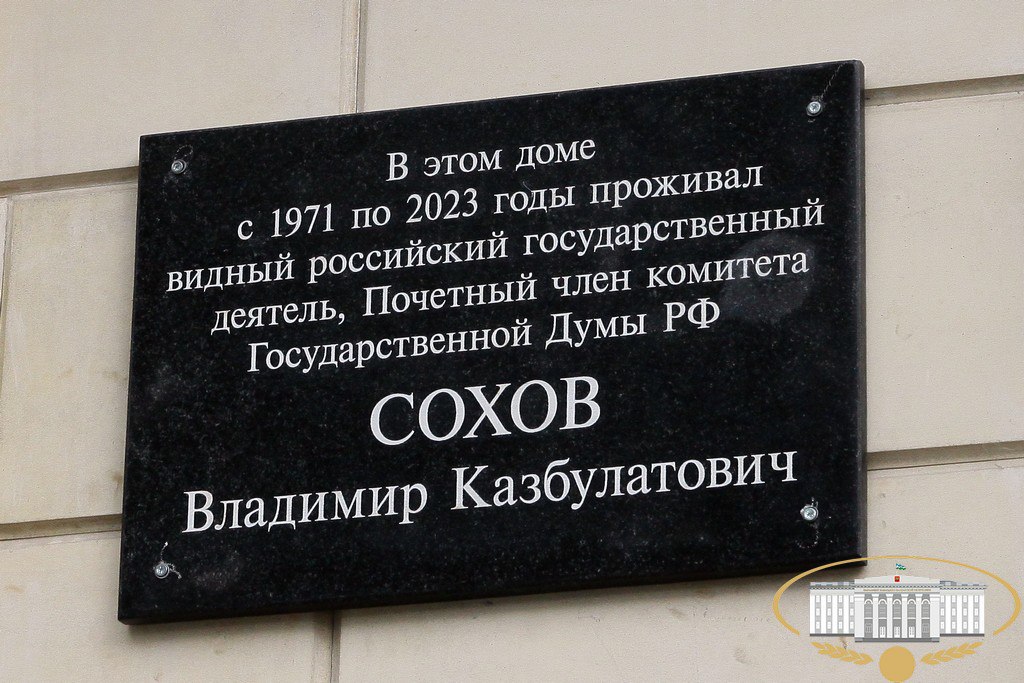 В этом доме
с 1971 по 2023 годы проживал
видный российский государственный
деятель, Почетный член комитета
Государственной Думы РФ
СОХОВ
Владимир Казбулатович